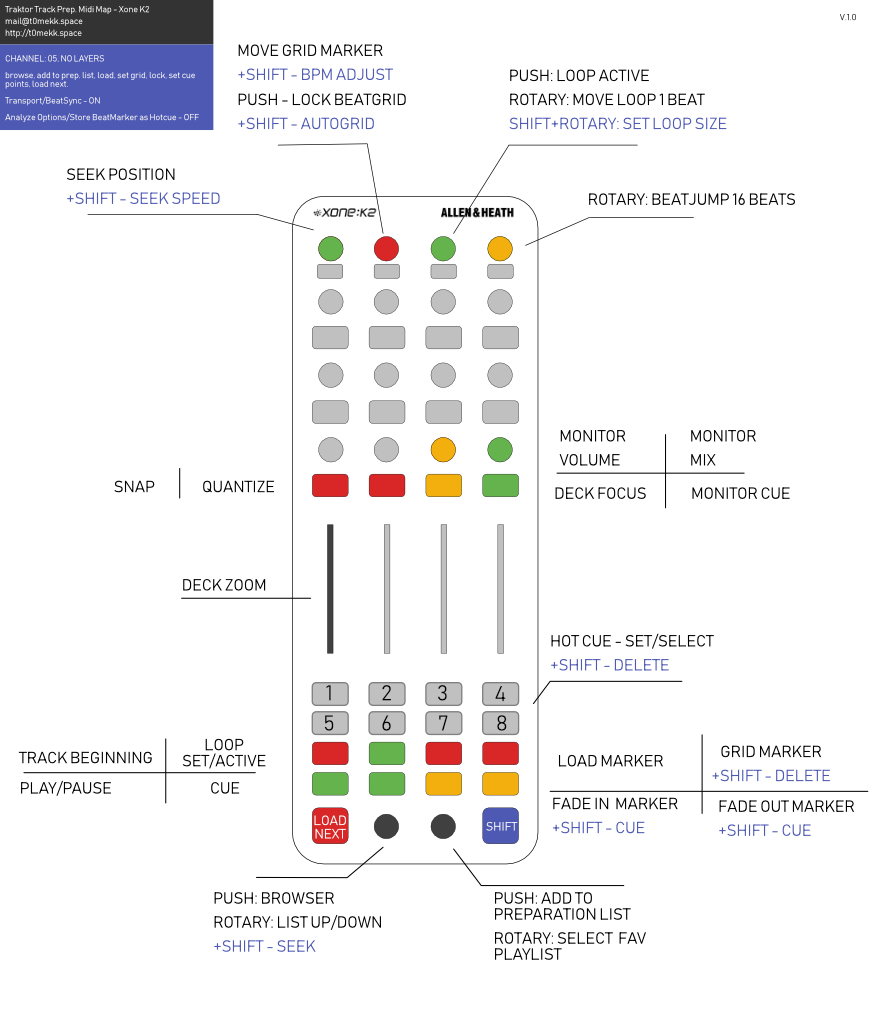 Traktor Track Prep. Midi Map - Xone K2
mail@t0mekk.space
http://t0mekk.space
V.1.0
CHANNEL: 05, NO LAYERS
browse, add to prep. list, load, set grid, lock, set cue
points, load next.
Transport/BeatSync - ON
Analyze Options/Store BeatMarker as Hotcue - OFF
MOVE GRID MARKER
+SHIFT - BPM ADJUST
PUSH - LOCK BEATGRID
+SHIFT - AUTOGRID
PUSH: LOOP ACTIVE
ROTARY: MOVE LOOP 1 BEAT
SHIFT+ROTARY: SET LOOP SIZE
SEEK POSITION
+SHIFT - SEEK SPEED
ROTARY: BEATJUMP 16 BEATS
XONE:K2
ALLEN & HEATH
MONITOR
VOLUME
MONITOR
MIX
DECK FOCUS
MONITOR CUE
SNAP
QUANTIZE
DECK ZOOM
HOT CUE - SET/SELECT
+SHIFT - DELETE
1 2 3 4
5 6 7 8
TRACK BEGINNING
LOOP
SET/ACTIVE
PLAY/PAUSE
CUE
LOAD MARKER
GRID MARKER
+SHIFT - DELETE
FADE IN MARKER
+SHIFT - CUE
FADE OUT MARKER
+SHIFT - CUE
LOAD
NEXT
SHIFT
PUSH: BROWSER
ROTARY: LIST UP/DOWN
+SHIFT - SEEK
PUSH: ADD TO
PREPARATION LIST
ROTARY: SELECT FAV
PLAYLIST